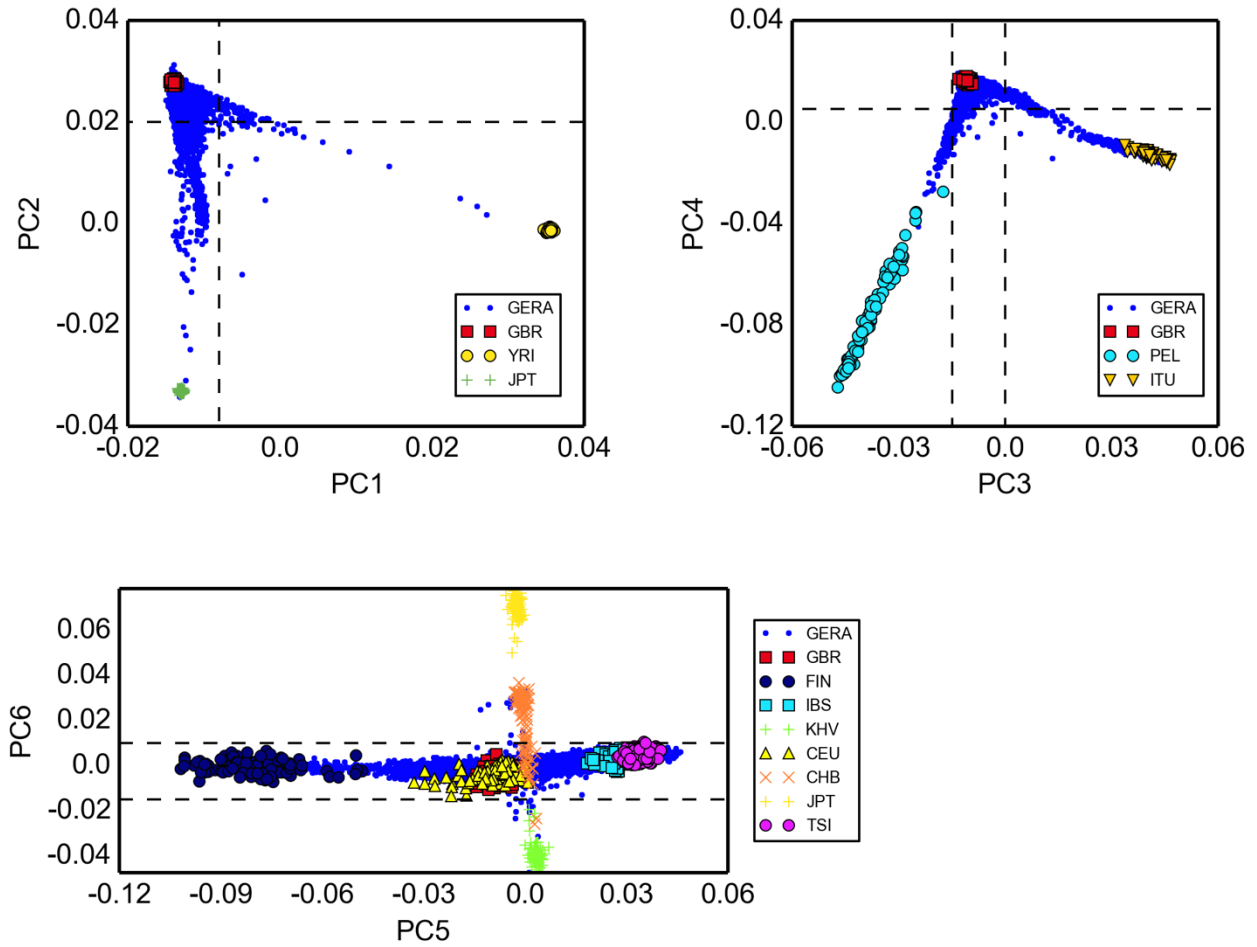 0.04
0.02
0.0
-0.02
-0.04
PC2
-0.02
0.0
0.02
0.04
PC1
GERA
GBR
YRI
JPT
0.04
0.0
-0.04
-0.08
-0.12
PC4
-0.06
-0.03
0.0
0.03
0.06
PC3
GERA
GBR
PEL
ITU
0.06
0.04
0.02
0.0
-0.02
-0.04
PC6
-0.12
-0.09
-0.06
-0.03
0.0
0.03
0.06
PC5
GERA
GBR
FIN
IBS
KHV
CEU
CHB
JPT
TSI